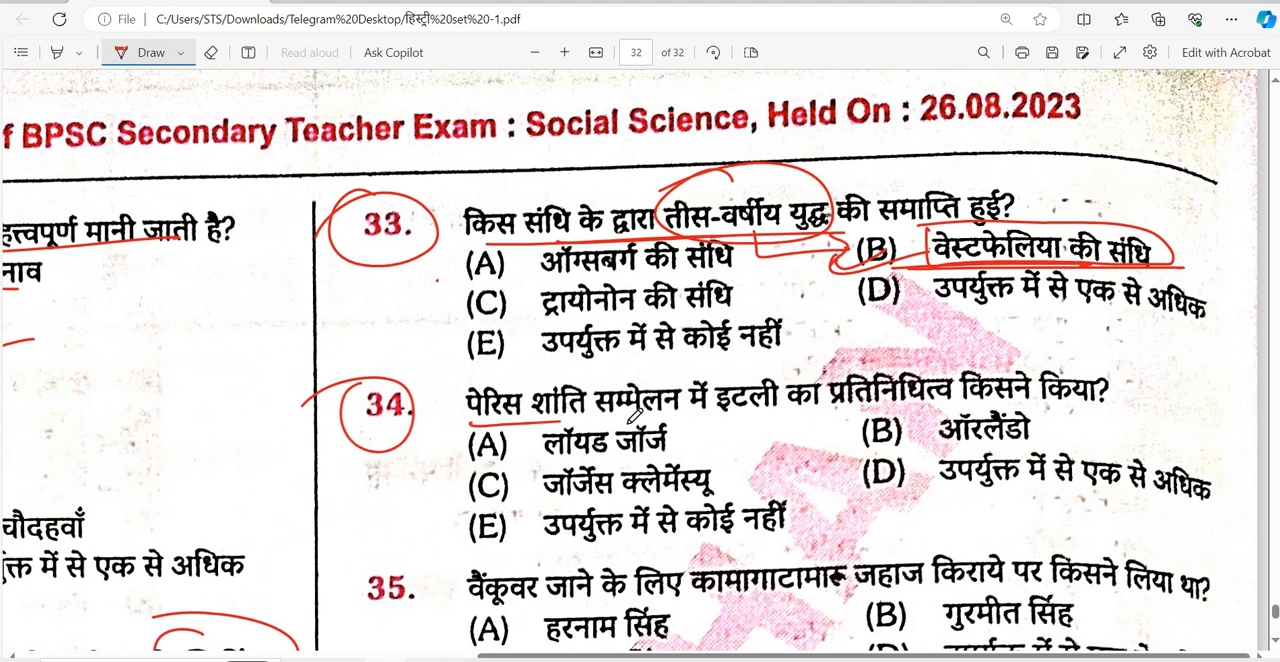 File
C:/Users/STS/Downloads/Telegram%20Desktop/हिस्ट्री%20set%20-1.pdf
Draw
Read aloud
Ask Copilot
32
of 32
Edit with Acrobat
f BPSC Secondary Teacher Exam : Social Science, Held On : 26.08.2023
हत्त्वपूर्ण मानी जाती है?
नाव
चौदहवाँ
र्युक्त में से एक से अधिक
33. किस संधि के द्वारा तीस-वर्षीय युद्ध की समाप्ति हुई?
(A) ऑग्सबर्ग की संधि (B) वेस्टफेलिया की संधि
(C) ट्रायोनोन की संधि (D) उपर्युक्त में से एक से अधिक
(E) उपर्युक्त में से कोई नहीं
34. पेरिस शांति सम्मेलन में इटली का प्रतिनिधित्व किसने किया?
(A) लॉयड जॉर्ज (B) ऑरलैंडो
(C) जॉर्जेस क्लेमेंस्यू (D) उपर्युक्त में से एक से अधिक
(E) उपर्युक्त में से कोई नहीं
35. वैंकूवर जाने के लिए कामागाटामारू जहाज किराये पर किसने लिया था?
(A) हरनाम सिंह (B) गुरमीत सिंह